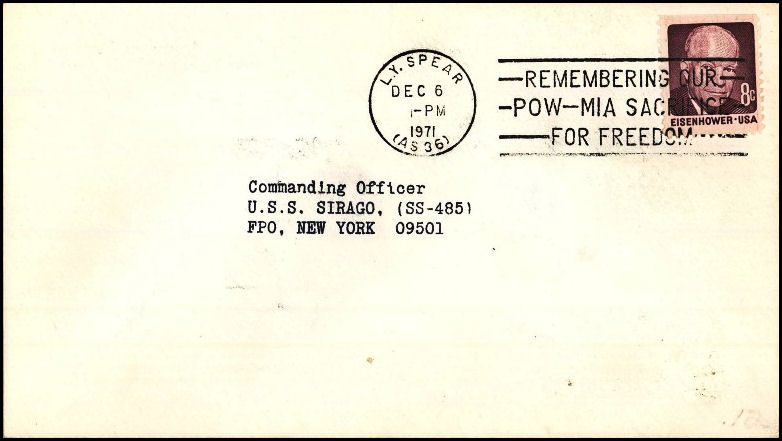 L.Y. SPEAR
DEC 6
1-PM
1971
(AS 36)
REMEMBERING OUR
POW-MIA SACRIFICE
FOR FREEDOM
8c
EISENHOWER·USA
Commanding Officer
U.S.S. SIRAGO, (SS-485)
FPO, NEW YORK 09501